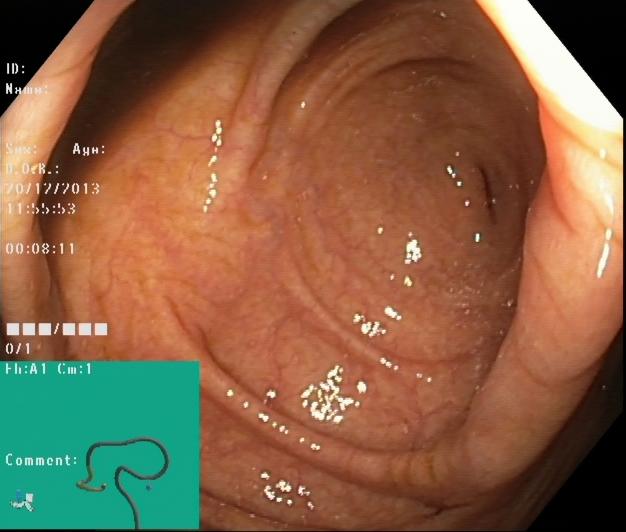 ID:
Name:
Sex: Age:
D.O.B.:
20/12/2013
11:55:53
00:08:11
■■■/■■■
0/1
Eh:A1 Cm:1
Comment: